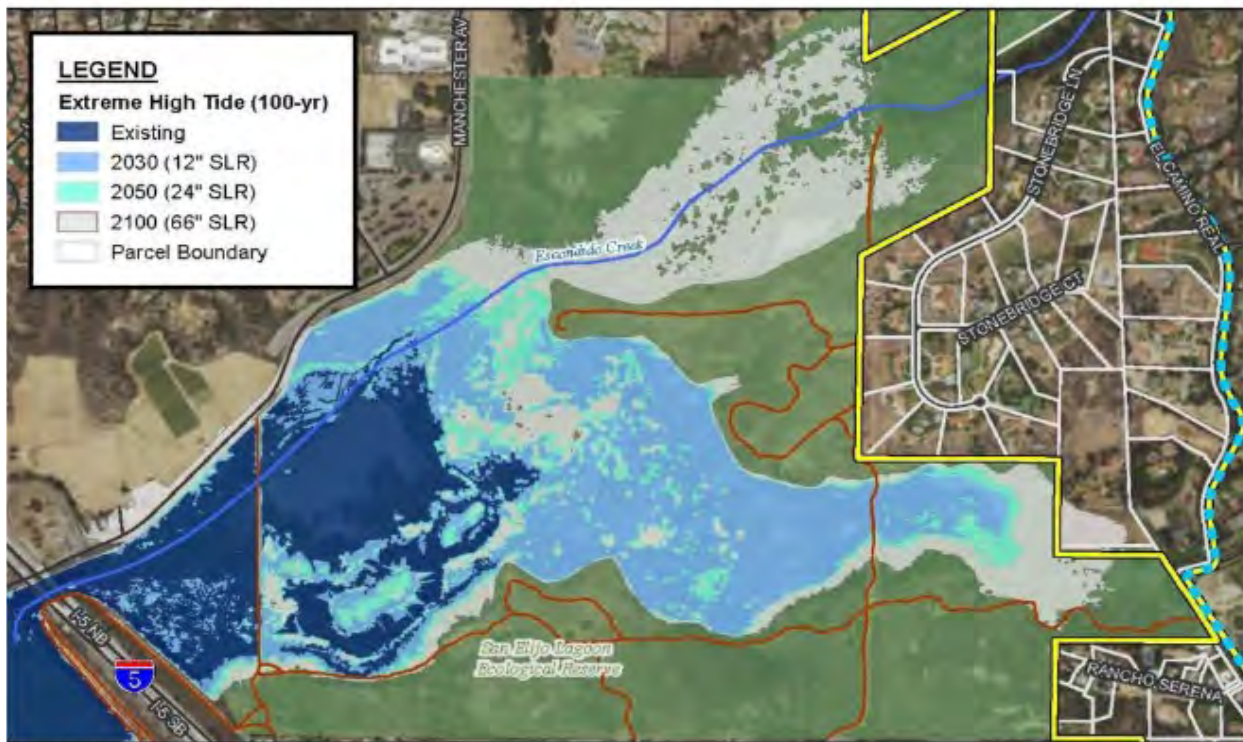 LEGEND
Extreme High Tide (100-yr)
Existing
2030 (12" SLR)
2050 (24" SLR)
2100 (66" SLR)
Parcel Boundary
MANCHESTER AV
STONEBRIDGE LN
EL CAMINO REAL
Escondido Creek
STONEBRIDGE CT
I-5 NB
5
I-5 SB
San Elijo Lagoon
Ecological Reserve
RANCHO SERENA